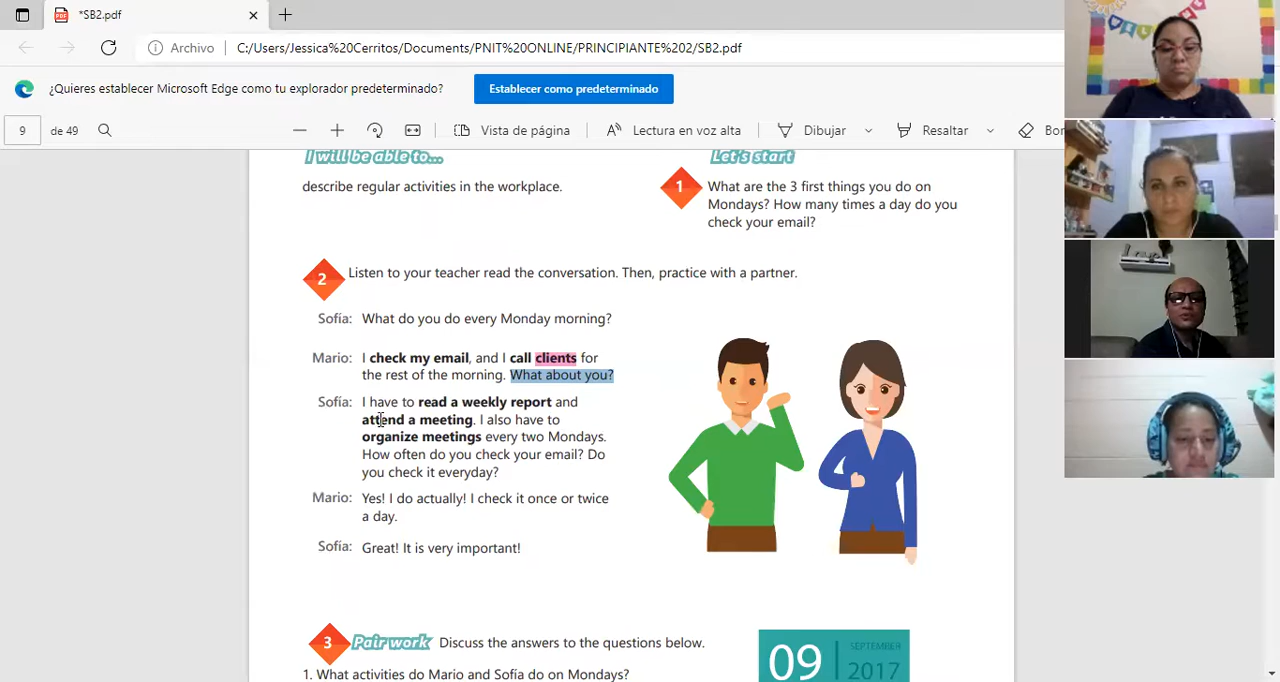 *SB2.pdf
Archivo
C:/Users/Jessica%20Cerritos/Documents/PNIT%20ONLINE/PRINCIPIANTE%202/SB2.pdf
¿Quieres establecer Microsoft Edge como tu explorador predeterminado?
Establecer como predeterminado
9 de 49
Vista de página
Lectura en voz alta
Dibujar
Resaltar
Bor
I will be able to...
describe regular activities in the workplace.
Let's start
1
What are the 3 first things you do on
Mondays? How many times a day do you
check your email?
2
Listen to your teacher read the conversation. Then, practice with a partner.
Sofía: What do you do every Monday morning?
Mario: I check my email, and I call clients for
the rest of the morning. What about you?
Sofía: I have to read a weekly report and
attend a meeting. I also have to
organize meetings every two Mondays.
How often do you check your email? Do
you check it everyday?
Mario: Yes! I do actually! I check it once or twice
a day.
Sofía: Great! It is very important!
3 Pair work Discuss the answers to the questions below.
1. What activities do Mario and Sofía do on Mondays?
09
SEPTEMBER
2017